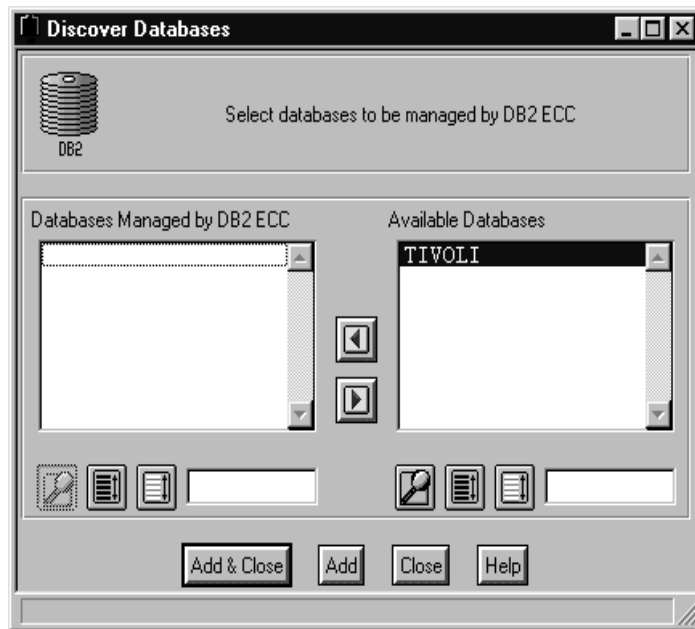 Discover Databases
Select databases to be managed by DB2 ECC
DB2
Databases Managed by DB2 ECC
Available Databases
TIVOLI
Add & Close
Add
Close
Help